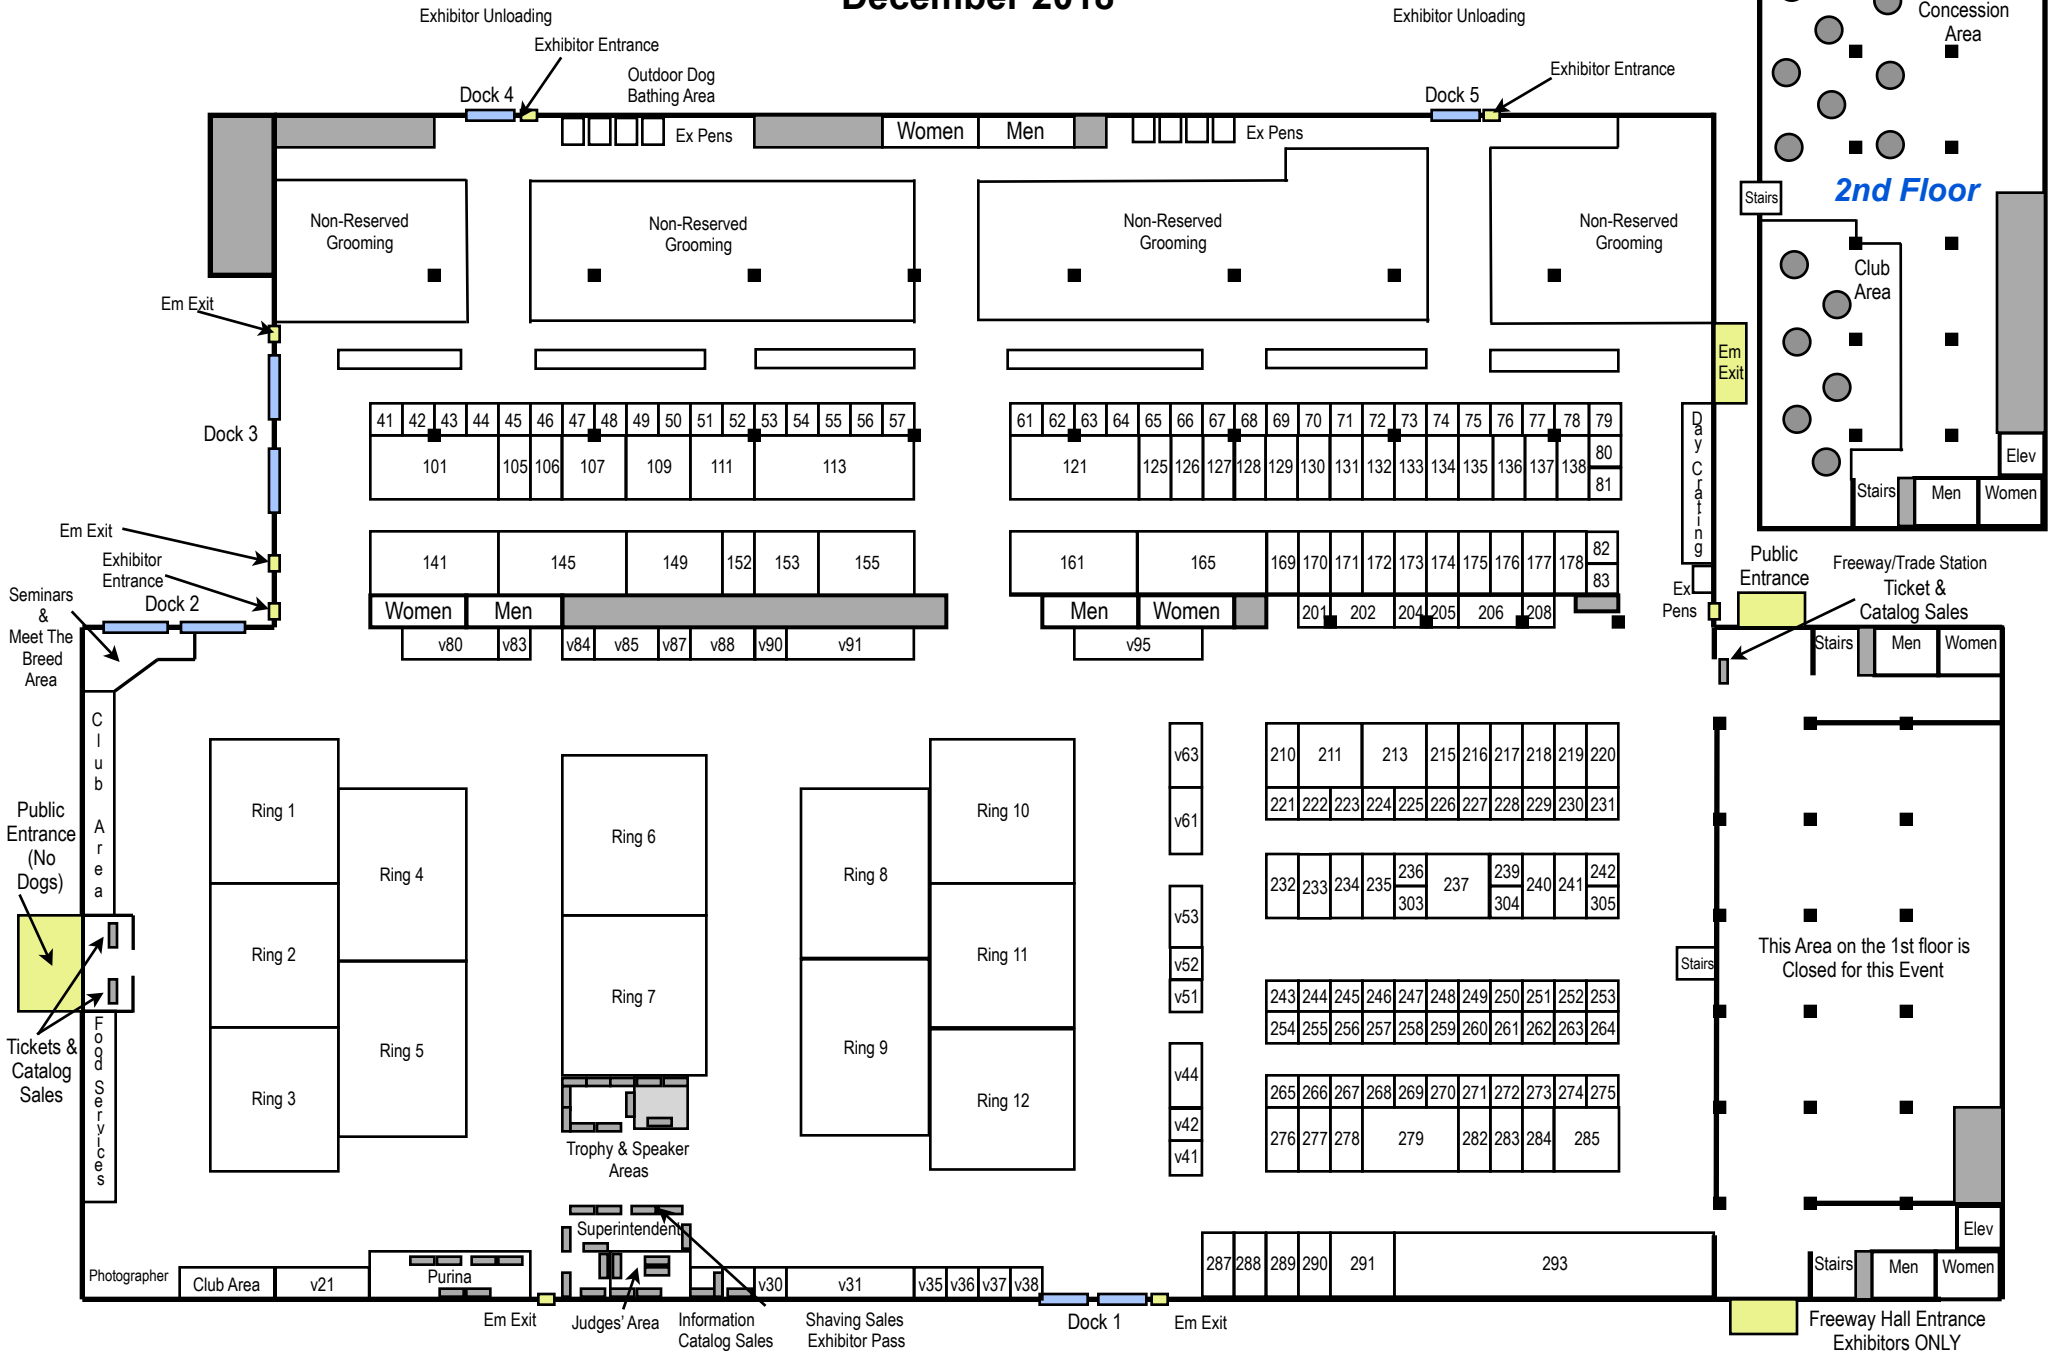 December 2018
Exhibitor Unloading
Exhibitor Unloading
Concession
Area
Exhibitor Entrance
Exhibitor Entrance
Outdoor Dog
Bathing Area
Dock 4
Dock 5
Ex Pens
Women
Men
Ex Pens
2nd Floor
Stairs
Non-Reserved
Grooming
Non-Reserved
Grooming
Non-Reserved
Grooming
Non-Reserved
Grooming
Club
Area
Em Exit
Em
Exit
Dock 3
41 42 43 44 45 46 47 48 49 50 51 52 53 54 55 56 57
61 62 63 64 65 66 67 68 69 70 71 72 73 74 75 76 77 78 79
80
81
101 105 106 107 109 111 113
121 125 126 127 128 129 130 131 132 133 134 135 136 137 138
Day Crating
Elev
Stairs
Men
Women
Em Exit
Exhibitor
Entrance
Dock 2
141 145 149 152 153 155
161 165 169 170 171 172 173 174 175 176 177 178
82
83
Ex
Pens
Public
Entrance
Freeway/Trade Station
Ticket &
Catalog Sales
Seminars
&
Meet The
Breed
Area
Women
Men
Men
Women
201 202 204 205 206 208
v80 v83 v84 v85 v87 v88 v90 v91
v95
Stairs
Men
Women
Club Area
Public
Entrance
(No
Dogs)
Tickets &
Catalog
Sales
Food Services
Ring 1
Ring 2
Ring 3
Ring 4
Ring 5
Ring 6
Ring 7
Ring 8
Ring 9
Ring 10
Ring 11
Ring 12
v63
v61
v53
v52
v51
v44
v42
v41
210 211 213 215 216 217 218 219 220
221 222 223 224 225 226 227 228 229 230 231
232 233 234 235 236 237 239 240 241 242
303 304 305
243 244 245 246 247 248 249 250 251 252 253
254 255 256 257 258 259 260 261 262 263 264
265 266 267 268 269 270 271 272 273 274 275
276 277 278 279 282 283 284 285
287 288 289 290 291 293
Stairs
This Area on the 1st floor is
Closed for this Event
Trophy & Speaker
Areas
Superintendent
Photographer
Club Area
v21
Purina
v30 v31 v35 v36 v37 v38
Em Exit
Judges' Area
Information
Catalog Sales
Shaving Sales
Exhibitor Pass
Dock 1
Em Exit
Elev
Stairs
Men
Women
Freeway Hall Entrance
Exhibitors ONLY